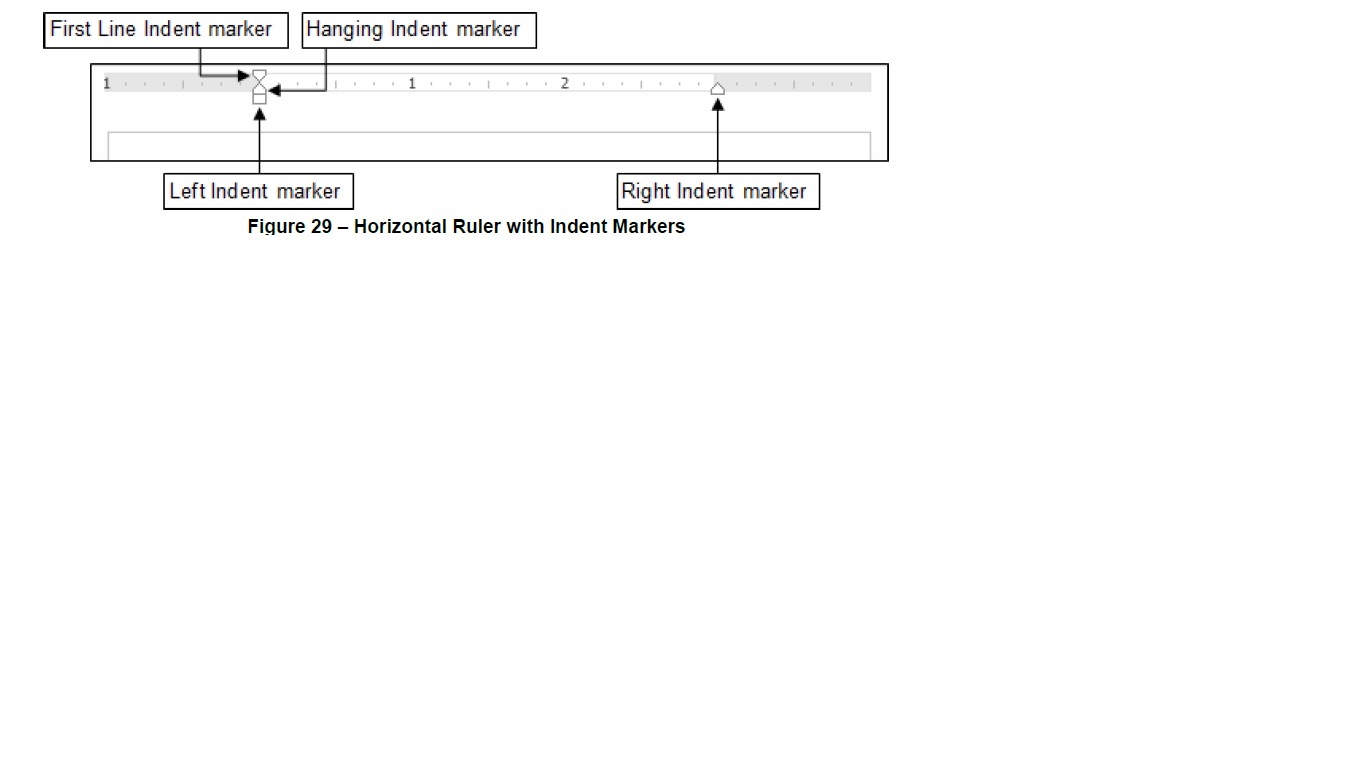 First Line Indent marker
Hanging Indent marker
1 1 2
Left Indent marker
Right Indent marker
Figure 29 – Horizontal Ruler with Indent Markers